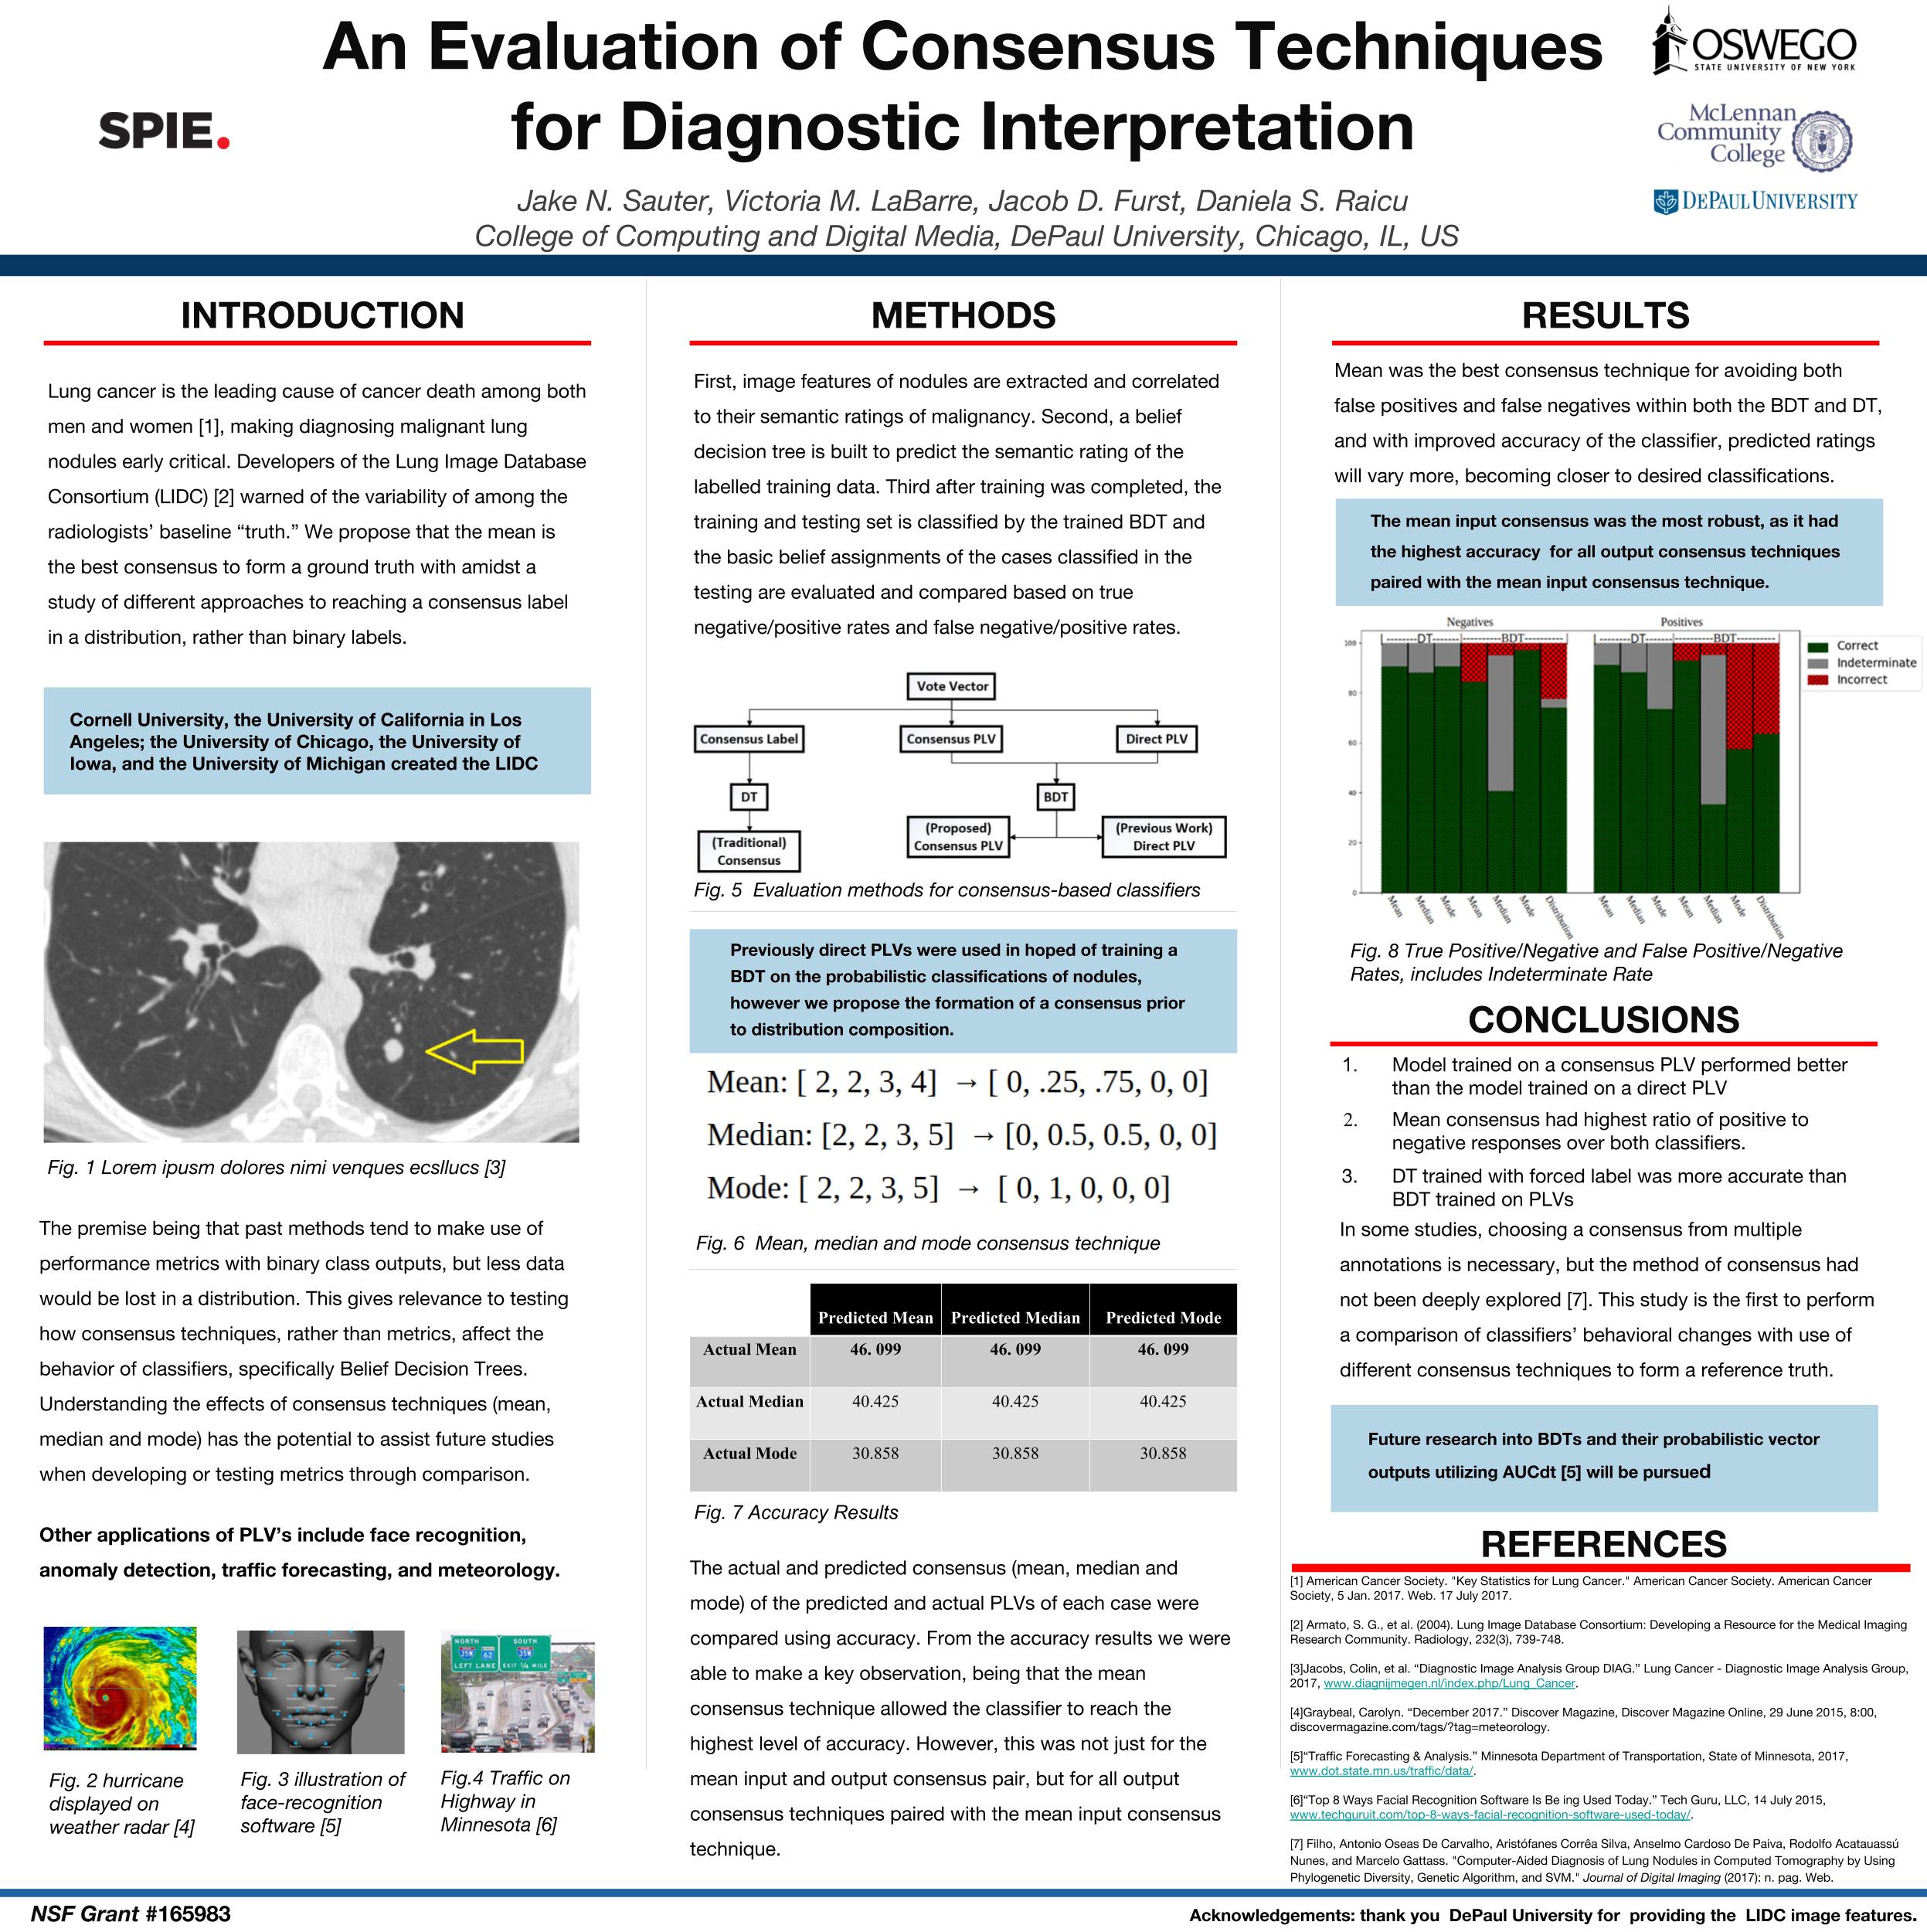 An Evaluation of Consensus Techniques
for Diagnostic Interpretation
SPIE.
OSWEGO
STATE UNIVERSITY OF NEW YORK
McLennan
Community
College
DEPAUL UNIVERSITY
Jake N. Sauter, Victoria M. LaBarre, Jacob D. Furst, Daniela S. Raicu
College of Computing and Digital Media, DePaul University, Chicago, IL, US
INTRODUCTION
Lung cancer is the leading cause of cancer death among both
men and women [1], making diagnosing malignant lung
nodules early critical. Developers of the Lung Image Database
Consortium (LIDC) [2] warned of the variability of among the
radiologists’ baseline “truth.” We propose that the mean is
the best consensus to form a ground truth with amidst a
study of different approaches to reaching a consensus label
in a distribution, rather than binary labels.
Cornell University, the University of California in Los
Angeles; the University of Chicago, the University of
Iowa, and the University of Michigan created the LIDC
Fig. 1 Lorem ipusm dolores nimi venques ecsllucs [3]
The premise being that past methods tend to make use of
performance metrics with binary class outputs, but less data
would be lost in a distribution. This gives relevance to testing
how consensus techniques, rather than metrics, affect the
behavior of classifiers, specifically Belief Decision Trees.
Understanding the effects of consensus techniques (mean,
median and mode) has the potential to assist future studies
when developing or testing metrics through comparison.
Other applications of PLV’s include face recognition,
anomaly detection, traffic forecasting, and meteorology.
NORTH
SOUTH
LEFT LANE
EXIT ¼ MILE
Fig. 2 hurricane
displayed on
weather radar [4]
Fig. 3 illustration of
face-recognition
software [5]
Fig.4 Traffic on
Highway in
Minnesota [6]
METHODS
First, image features of nodules are extracted and correlated
to their semantic ratings of malignancy. Second, a belief
decision tree is built to predict the semantic rating of the
labelled training data. Third after training was completed, the
training and testing set is classified by the trained BDT and
the basic belief assignments of the cases classified in the
testing are evaluated and compared based on true
negative/positive rates and false negative/positive rates.
Vote Vector
Consensus Label Consensus PLV Direct PLV
DT BDT
(Traditional)
Consensus
(Proposed)
Consensus PLV
(Previous Work)
Direct PLV
Fig. 5 Evaluation methods for consensus-based classifiers
Previously direct PLVs were used in hoped of training a
BDT on the probabilistic classifications of nodules,
however we propose the formation of a consensus prior
to distribution composition.
Mean: [ 2, 2, 3, 4] → [ 0, .25, .75, 0, 0]
Median: [2, 2, 3, 5] → [0, 0.5, 0.5, 0, 0]
Mode: [ 2, 2, 3, 5] → [ 0, 1, 0, 0, 0]
Fig. 6 Mean, median and mode consensus technique
Predicted Mean Predicted Median Predicted Mode
Actual Mean 46. 099 46. 099 46. 099
Actual Median 40.425 40.425 40.425
Actual Mode 30.858 30.858 30.858
Fig. 7 Accuracy Results
The actual and predicted consensus (mean, median and
mode) of the predicted and actual PLVs of each case were
compared using accuracy. From the accuracy results we were
able to make a key observation, being that the mean
consensus technique allowed the classifier to reach the
highest level of accuracy. However, this was not just for the
mean input and output consensus pair, but for all output
consensus techniques paired with the mean input consensus
technique.
RESULTS
Mean was the best consensus technique for avoiding both
false positives and false negatives within both the BDT and DT,
and with improved accuracy of the classifier, predicted ratings
will vary more, becoming closer to desired classifications.
The mean input consensus was the most robust, as it had
the highest accuracy for all output consensus techniques
paired with the mean input consensus technique.
Negatives Positives
DT BDT DT BDT
100
80
60
40
20
0
Correct
Indeterminate
Incorrect
Mean Median Mode Mean Median Mode Distribution Mean Median Mode Mean Median Mode Distribution
Fig. 8 True Positive/Negative and False Positive/Negative
Rates, includes Indeterminate Rate
CONCLUSIONS
1. Model trained on a consensus PLV performed better
than the model trained on a direct PLV
2. Mean consensus had highest ratio of positive to
negative responses over both classifiers.
3. DT trained with forced label was more accurate than
BDT trained on PLVs
In some studies, choosing a consensus from multiple
annotations is necessary, but the method of consensus had
not been deeply explored [7]. This study is the first to perform
a comparison of classifiers’ behavioral changes with use of
different consensus techniques to form a reference truth.
Future research into BDTs and their probabilistic vector
outputs utilizing AUCdt [5] will be pursued
REFERENCES
[1] American Cancer Society. "Key Statistics for Lung Cancer." American Cancer Society. American Cancer
Society, 5 Jan. 2017. Web. 17 July 2017.
[2] Armato, S. G., et al. (2004). Lung Image Database Consortium: Developing a Resource for the Medical Imaging
Research Community. Radiology, 232(3), 739-748.
[3]Jacobs, Colin, et al. “Diagnostic Image Analysis Group DIAG.” Lung Cancer - Diagnostic Image Analysis Group,
2017, www.diagnijmegen.nl/index.php/Lung_Cancer.
[4]Graybeal, Carolyn. “December 2017.” Discover Magazine, Discover Magazine Online, 29 June 2015, 8:00,
discovermagazine.com/tags/?tag=meteorology.
[5]“Traffic Forecasting & Analysis.” Minnesota Department of Transportation, State of Minnesota, 2017,
www.dot.state.mn.us/traffic/data/.
[6]“Top 8 Ways Facial Recognition Software Is Be ing Used Today.” Tech Guru, LLC, 14 July 2015,
www.techguruit.com/top-8-ways-facial-recognition-software-used-today/.
[7] Filho, Antonio Oseas De Carvalho, Aristófanes Corrêa Silva, Anselmo Cardoso De Paiva, Rodolfo Acatauassú
Nunes, and Marcelo Gattass. "Computer-Aided Diagnosis of Lung Nodules in Computed Tomography by Using
Phylogenetic Diversity, Genetic Algorithm, and SVM." Journal of Digital Imaging (2017): n. pag. Web.
NSF Grant #165983
Acknowledgements: thank you DePaul University for providing the LIDC image features.